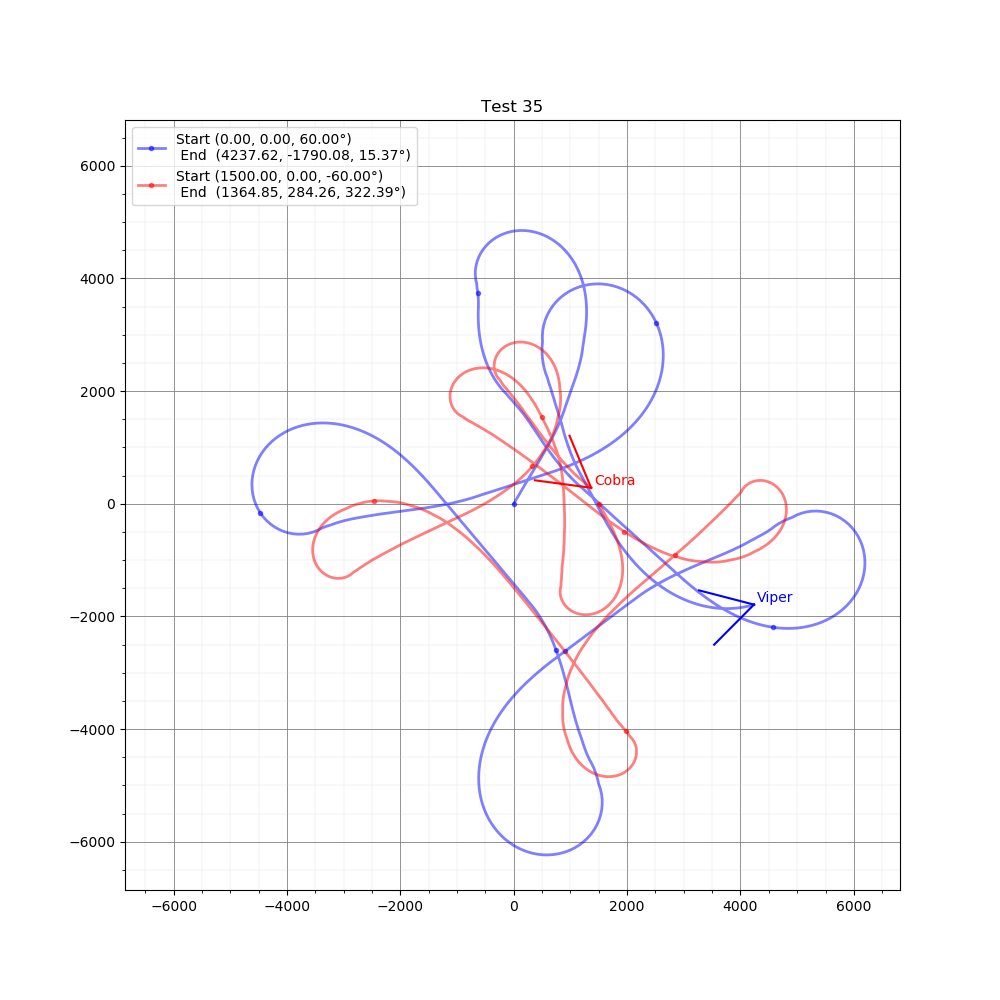 Test 35
Start (0.00, 0.00, 60.00°)
End  (4237.62, -1790.08, 15.37°)
Start (1500.00, 0.00, -60.00°)
End  (1364.85, 284.26, 322.39°)
6000
4000
2000
0
−2000
−4000
−6000
Cobra
Viper
−6000 −4000 −2000 0 2000 4000 6000